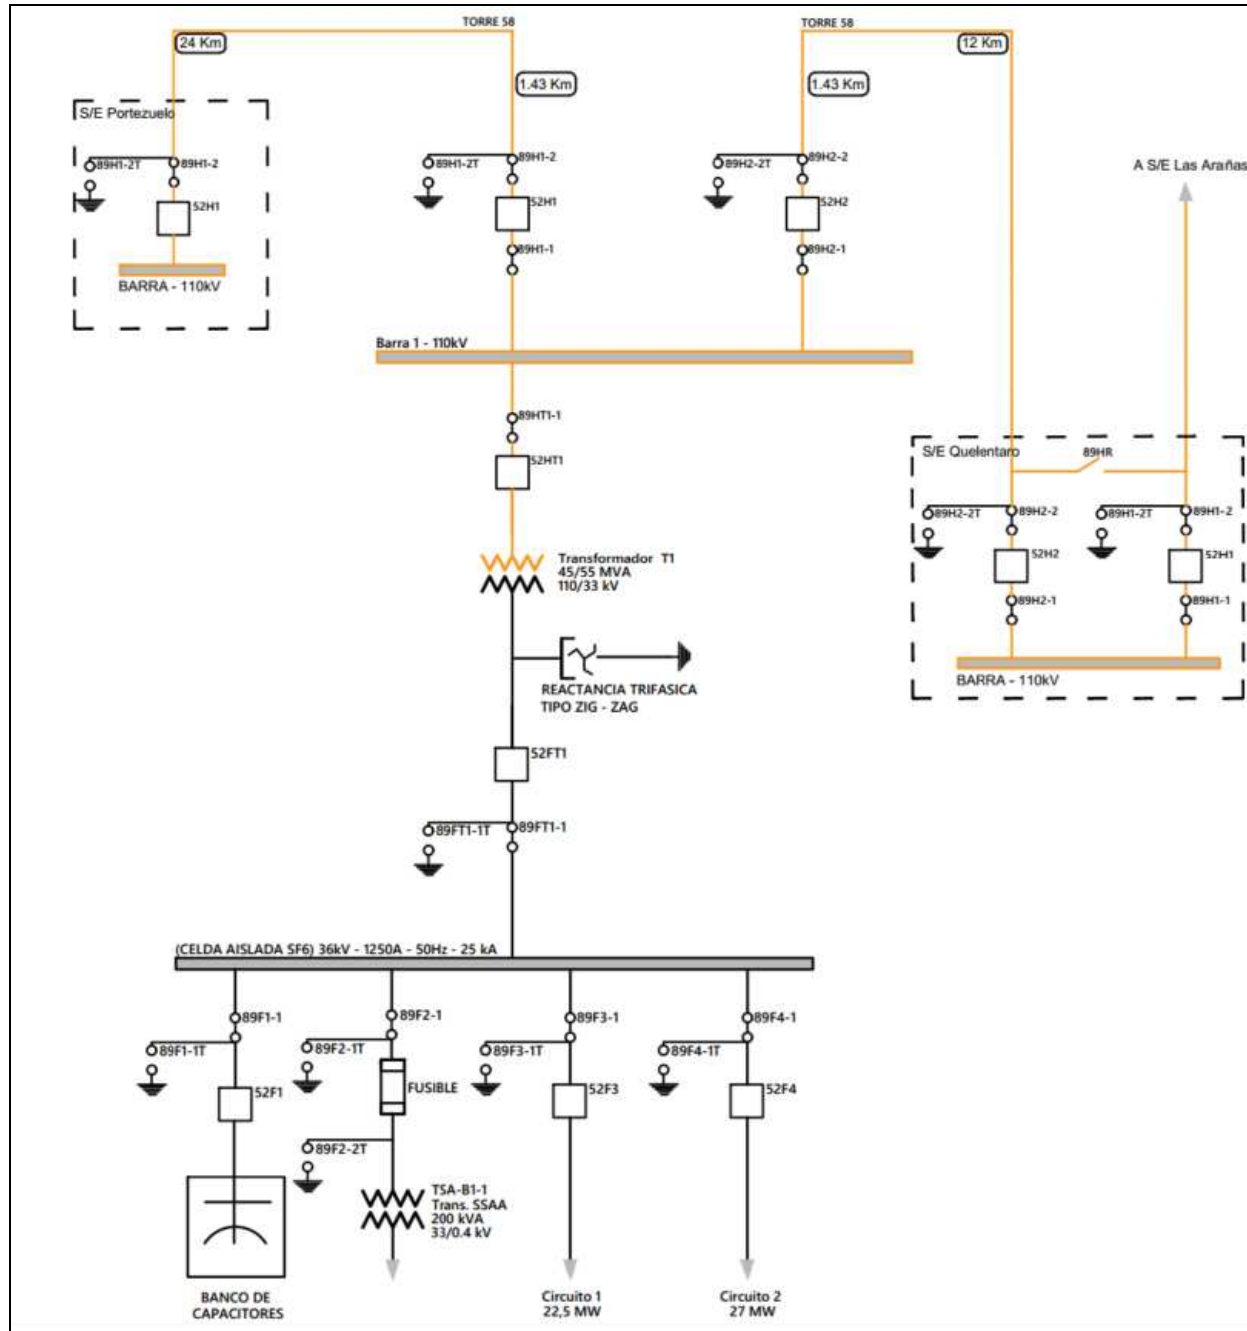 TORRE 58
TORRE 58
24 Km
12 Km
1.43 Km
1.43 Km
S/E Portezuelo
89H1-2T
89H1-2
52H1
BARRA - 110kV
89H1-2T
89H1-2
52H1
89H1-1
89H2-2T
89H2-2
52H2
89H2-1
A S/E Las Arañas
Barra 1 - 110kV
89HT1-1
52HT1
S/E Quelentaro
89HR
89H2-2T
89H2-2
52H2
89H2-1
89H1-2T
89H1-2
52H1
89H1-1
BARRA - 110kV
Transformador T1
45/55 MVA
110/33 kV
REACTANCIA TRIFASICA
TIPO ZIG - ZAG
52FT1
89FT1-1T
89FT1-1
(CELDA AISLADA SF6) 36kV - 1250A - 50Hz - 25 kA
89F1-1
89F1-1T
52F1
BANCO DE
CAPACITORES
89F2-1
89F2-1T
FUSIBLE
89F2-2T
TSA-B1-1
Trans. SSAA
200 kVA
33/0.4 kV
89F3-1
89F3-1T
52F3
Circuito 1
22,5 MW
89F4-1
89F4-1T
52F4
Circuito 2
27 MW